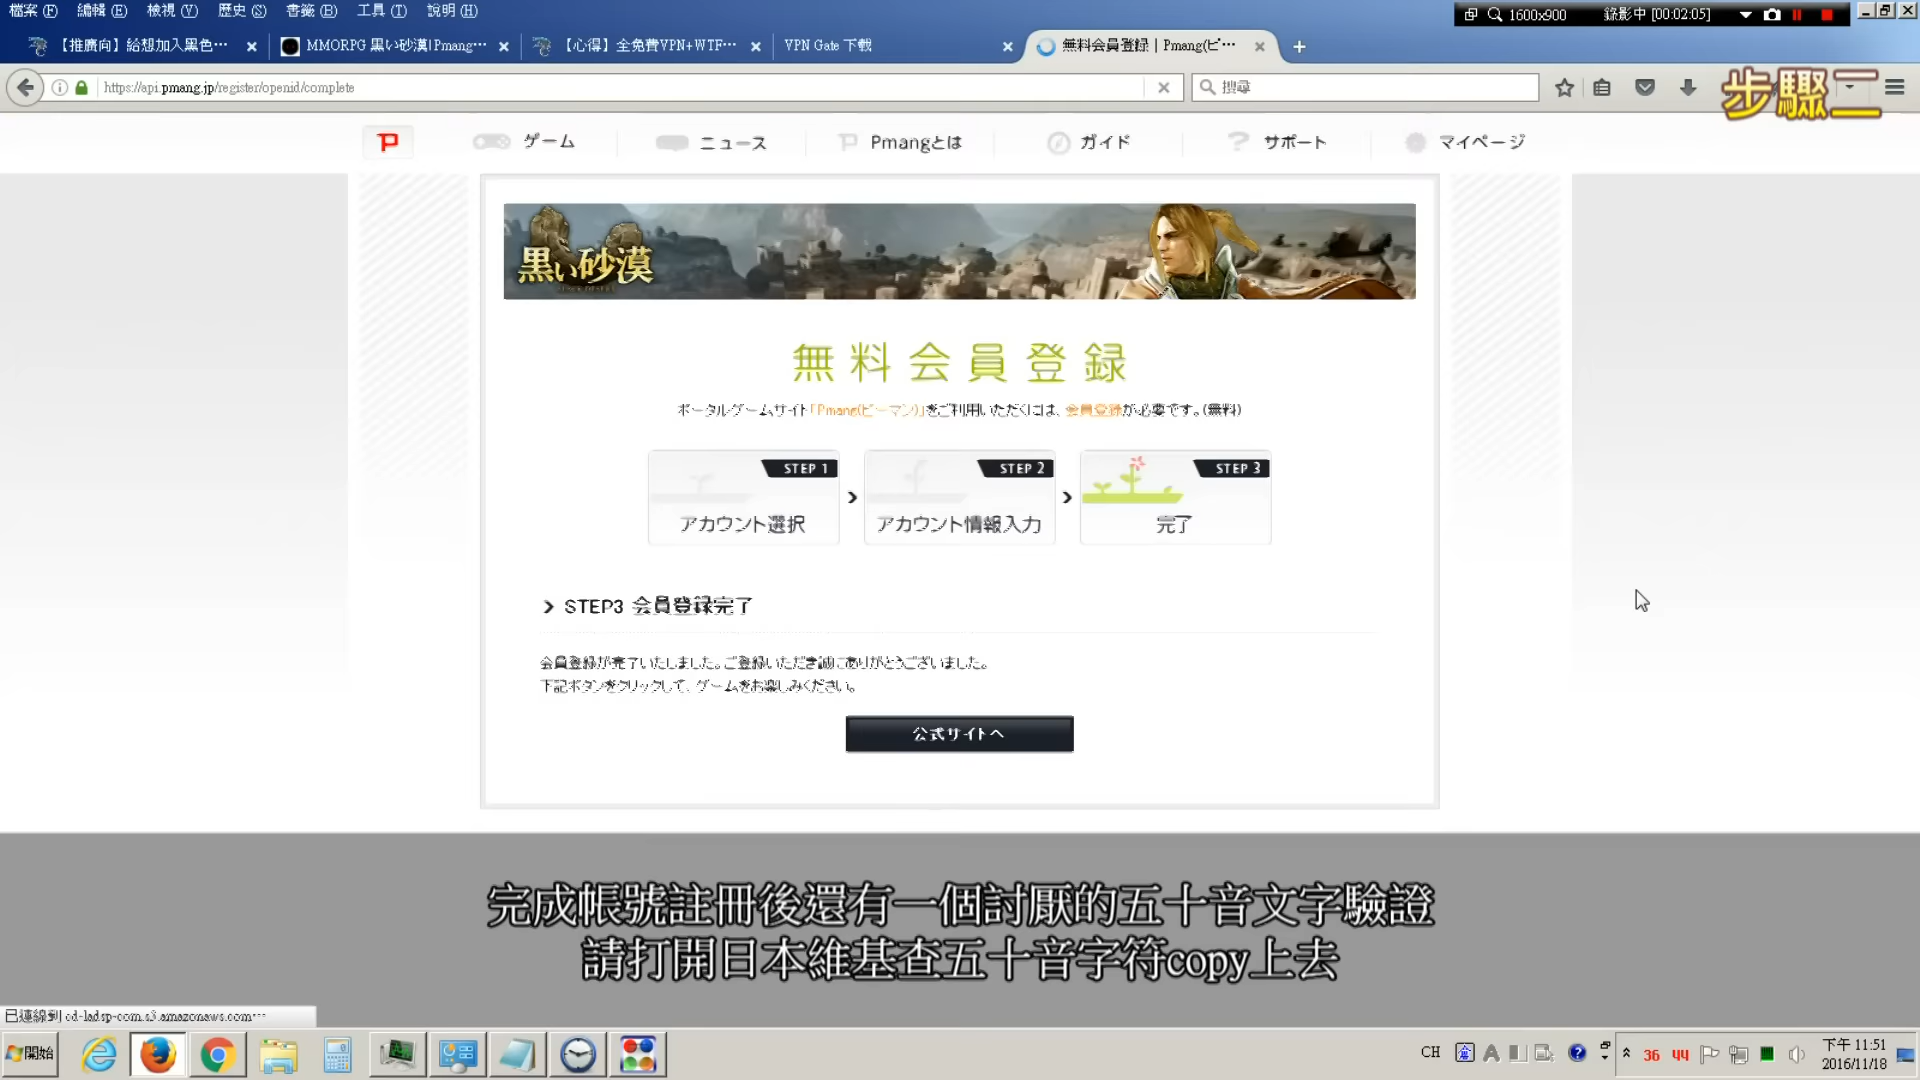 檔案(F) 編輯(E) 檢視(V) 歷史(S) 書籤(B) 工具(T) 說明(H)
1600x900 錄影中 [00:02:05]
【推廣向】給想加入黑色… MMORPG 黒い砂漠|Pmang… 【心得】全免費VPN+WTF… VPN Gate 下載 無料会員登録 | Pmang(ピ…
https://api.pmang.jp/register/openid/complete
搜尋
步驟二
P ゲーム ニュース Pmangとは ガイド サポート マイページ
黒い砂漠
無料会員登録
ポータルゲームサイト「Pmang(ピーマン)」をご利用いただくには、会員登録が必要です。(無料)
STEP 1 STEP 2 STEP 3
アカウント選択 アカウント情報入力 完了
STEP3 会員登録完了
会員登録が完了いたしました。ご登録いただき誠にありがとうございました。
下記ボタンをクリックして、ゲームをお楽しみください。
公式サイトへ
完成帳號註冊後還有一個討厭的五十音文字驗證
請打開日本維基查五十音字符copy上去
已連線到 cd-ladsp-com.s3.amazonaws.com…
開始
CH
36 44
下午 11:51
2016/11/18